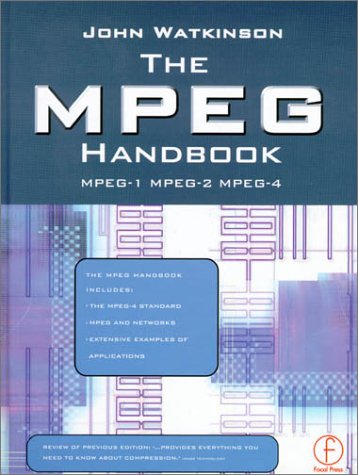 JOHN WATKINSON
THE
MPEG
HANDBOOK
MPEG-1 MPEG-2 MPEG-4
THE MPEG HANDBOOK
INCLUDES:
• THE MPEG-4 STANDARD
• MPEG AND NETWORKS
• EXTENSIVE EXAMPLES OF
APPLICATIONS
REVIEW OF PREVIOUS EDITION: "...PROVIDES EVERYTHING YOU
NEED TO KNOW ABOUT COMPRESSION."
Focal Press